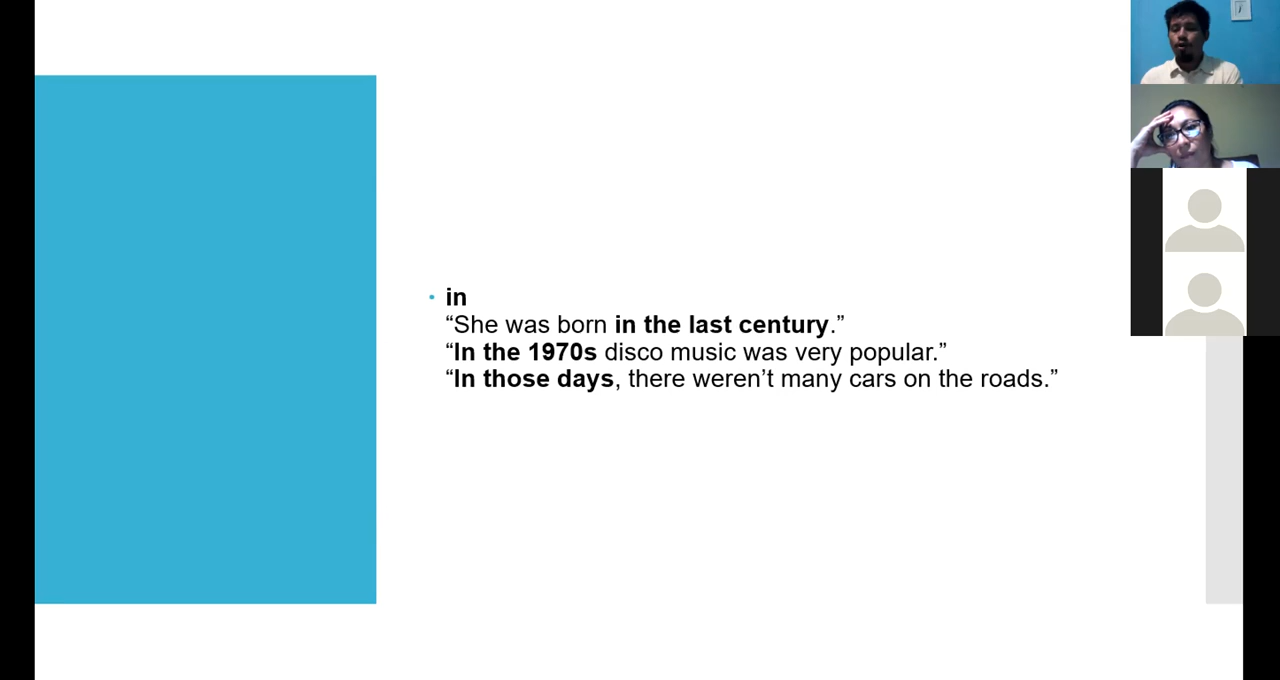 in
“She was born in the last century.”
“In the 1970s disco music was very popular.”
“In those days, there weren’t many cars on the roads.”